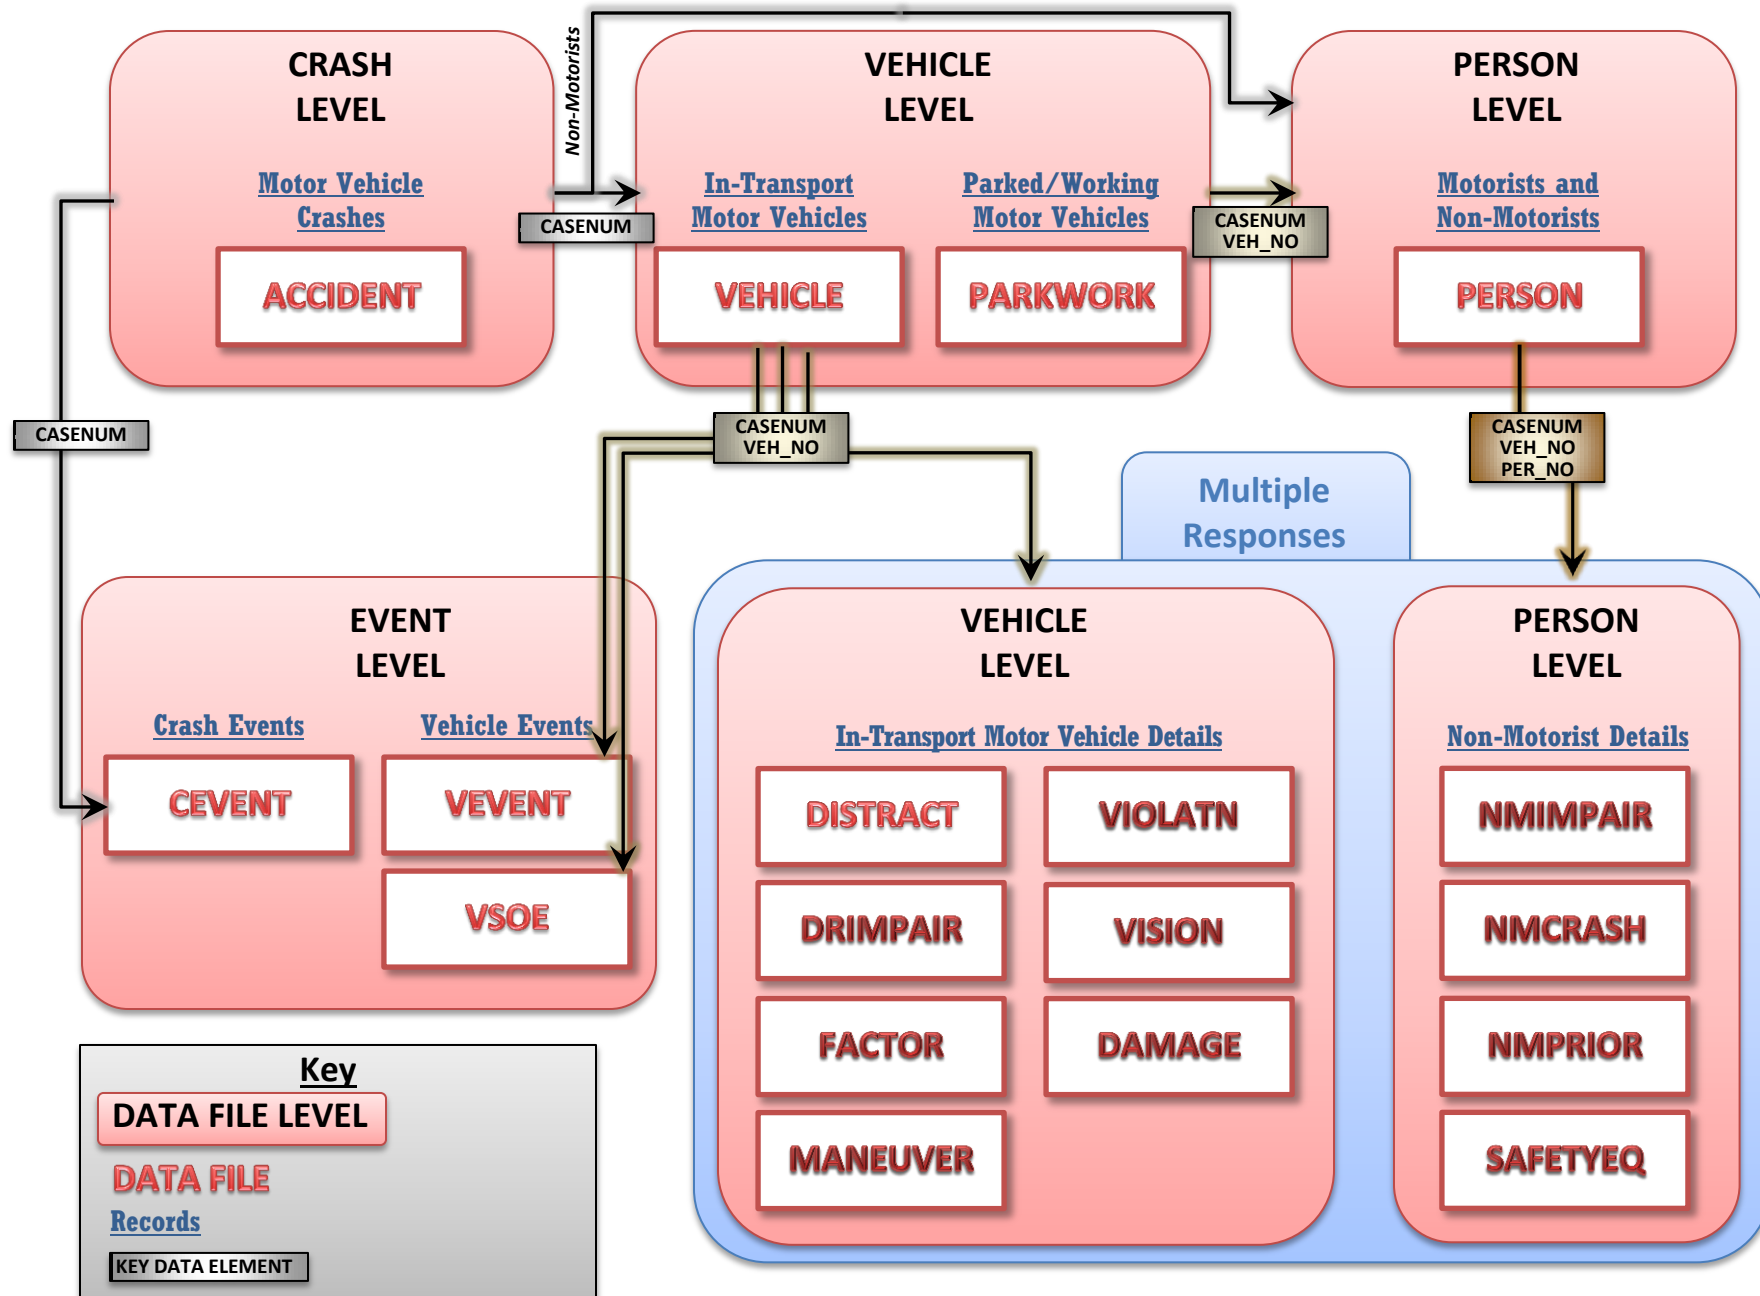 Non-Motorists
CRASH
LEVEL
Motor Vehicle
Crashes
ACCIDENT
CASENUM
VEHICLE
LEVEL
In-Transport
Motor Vehicles
VEHICLE
Parked/Working
Motor Vehicles
PARKWORK
CASENUM
VEH_NO
PERSON
LEVEL
Motorists and
Non-Motorists
PERSON
CASENUM
CASENUM
VEH_NO
CASENUM
VEH_NO
PER_NO
Multiple
Responses
EVENT
LEVEL
Crash Events
CEVENT
Vehicle Events
VEVENT
VSOE
VEHICLE
LEVEL
In-Transport Motor Vehicle Details
DISTRACT
VIOLATN
DRIMPAIR
VISION
FACTOR
DAMAGE
MANEUVER
PERSON
LEVEL
Non-Motorist Details
NMIMPAIR
NMCRASH
NMPRIOR
SAFETYEQ
Key
DATA FILE LEVEL
DATA FILE
Records
KEY DATA ELEMENT